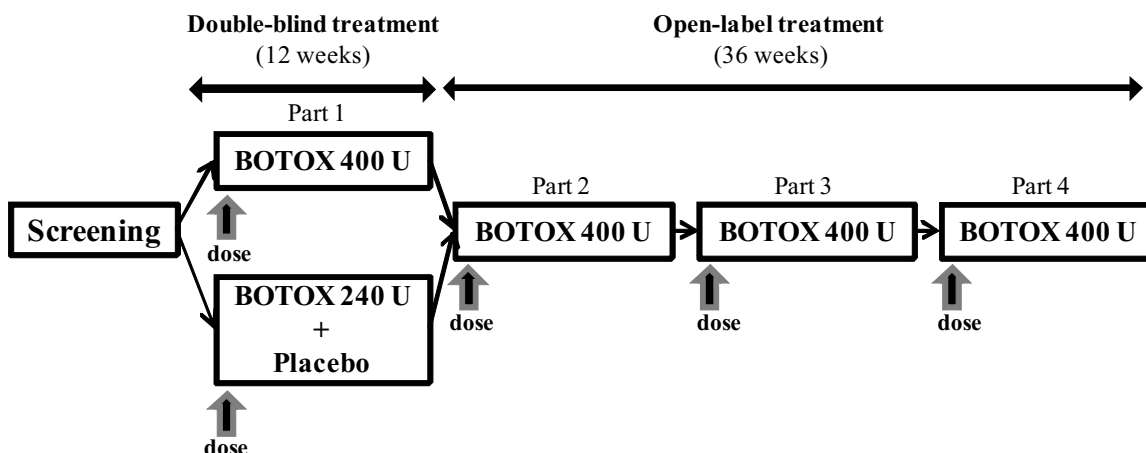 Double-blind treatment
(12 weeks)
Open-label treatment
(36 weeks)
Part 1
BOTOX 400 U
dose
Screening
BOTOX 240 U
+
Placebo
dose
Part 2
BOTOX 400 U
dose
Part 3
BOTOX 400 U
dose
Part 4
BOTOX 400 U
dose